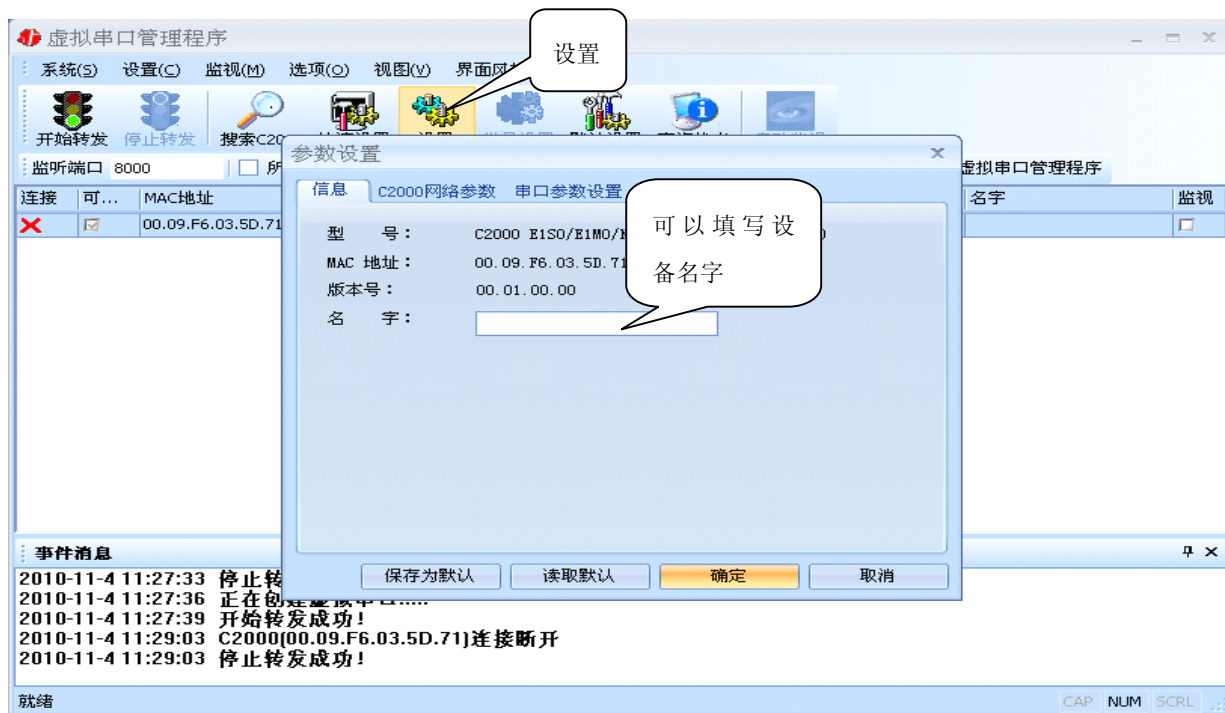 虚拟串口管理程序
设置
系统(S) 设置(C) 监视(M) 选项(O) 视图(V) 界面风
开始转发 停止转发 搜索C20
监听端口 8000 所 虚拟串口管理程序
连接 可... MAC地址 名字 监视
00.09.F6.03.5D.71
参数设置
信息 C2000网络参数 串口参数设置
型 号： C2000 E1S0/E1M0/
MAC 地址： 00.09.F6.03.5D.71
版本号： 00.01.00.00
名 字：
可以填写设
备名字
保存为默认 读取默认 确定 取消
事件消息
2010-11-4 11:27:33 停止转
2010-11-4 11:27:36 正在创建虚拟串口.....
2010-11-4 11:27:39 开始转发成功!
2010-11-4 11:29:03 C2000(00.09.F6.03.5D.71)连接断开
2010-11-4 11:29:03 停止转发成功!
就绪 CAP NUM SCRL